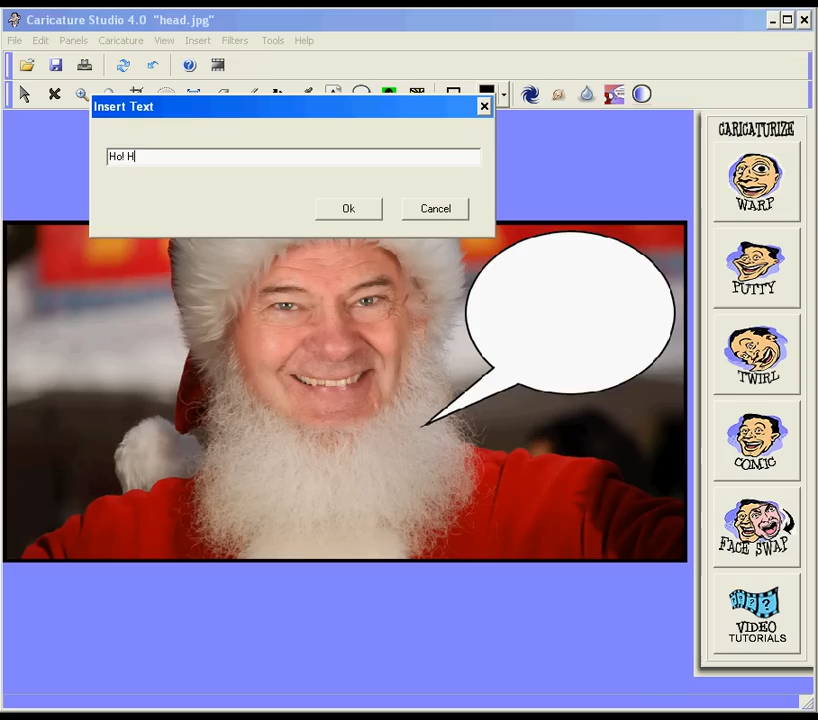 Caricature Studio 4.0 "head.jpg"
File Edit Panels Caricature View Insert Filters Tools Help
Insert Text
Ho! H
Ok Cancel
CARICATURIZE
WARP
PUTTY
TWIRL
COMIC
FACE SWAP
VIDEO
TUTORIALS